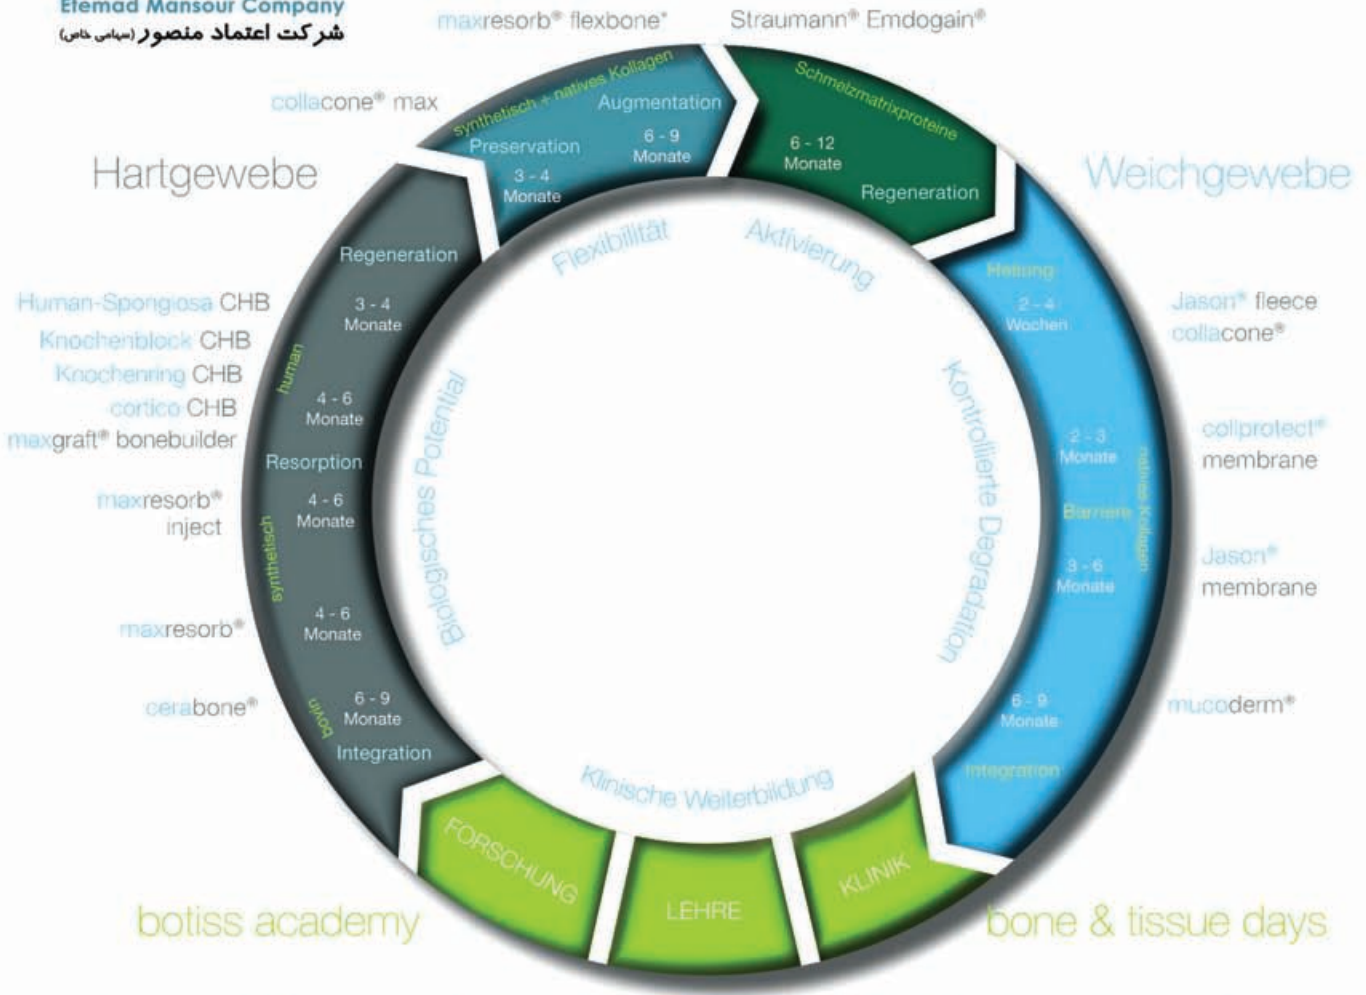 Etemad Mansour Company
شرکت اعتماد منصور (سهامی خاص)
maxresorb® flexbone*
Straumann® Emdogain®
collacone® max
synthetisch + natives Kollagen
Augmentation
6 - 9
Monate
Preservation
3 - 4
Monate
Schmelzmatrixproteine
6 - 12
Monate
Regeneration
Hartgewebe
Weichgewebe
Flexibilität
Aktivierung
Regeneration
3 - 4
Monate
Human-Spongiosa CHB
Knochenblock CHB
Knochenring CHB
cortico CHB
maxgraft® bonebuilder
human
4 - 6
Monate
Resorption
4 - 6
Monate
maxresorb®
inject
synthetisch
4 - 6
Monate
maxresorb®
cerabone®
bovin
6 - 9
Monate
Integration
Biologisches Potential
Kontrollierte Degradation
Heilung
2 - 4
Wochen
Jason® fleece
collacone®
2 - 3
Monate
collprotect®
membrane
Barriere
natives Kollagen
3 - 6
Monate
Jason®
membrane
6 - 9
Monate
mucoderm®
Integration
Klinische Weiterbildung
FORSCHUNG
LEHRE
KLINIK
botiss academy
bone & tissue days